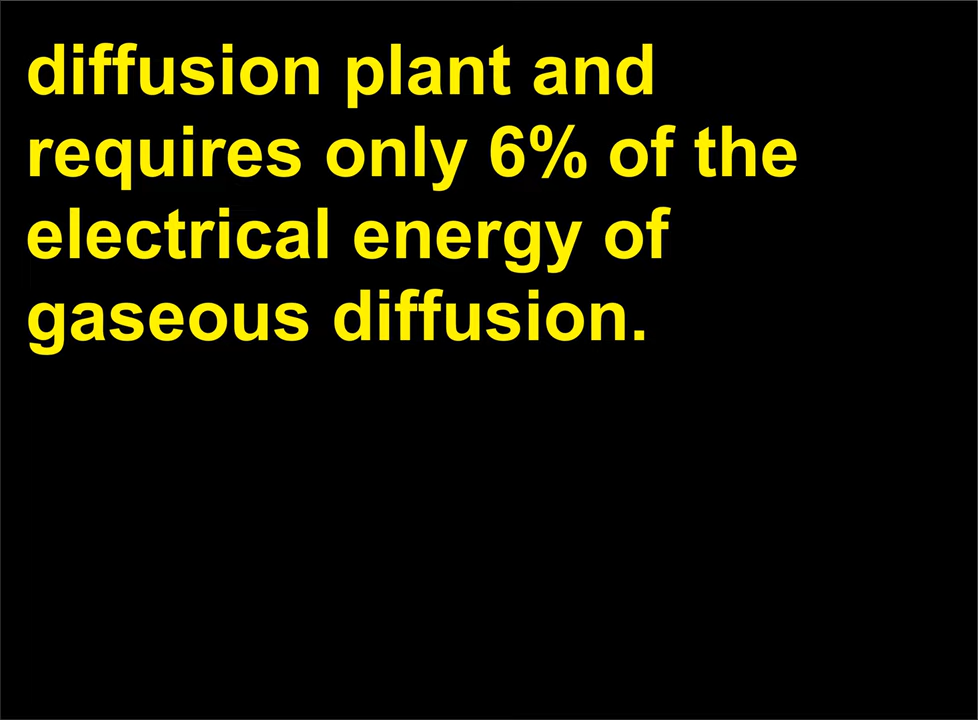 diffusion plant and
requires only 6% of the
electrical energy of
gaseous diffusion.